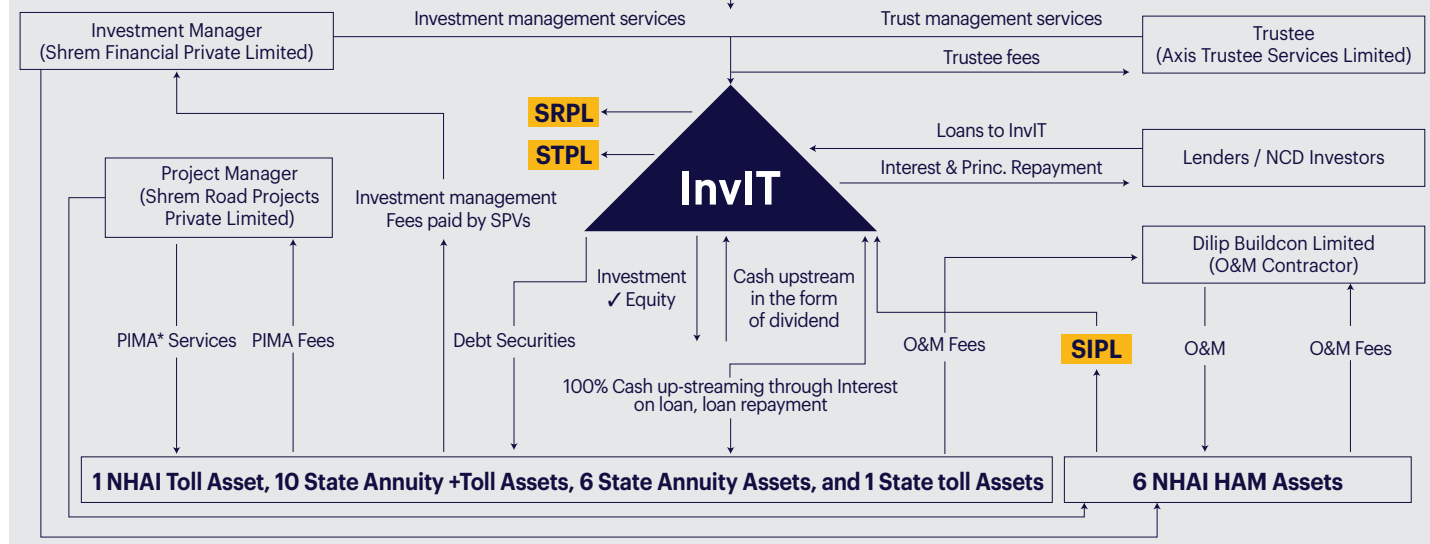 Investment management services
Trust management services
Investment Manager
(Shrem Financial Private Limited)
Trustee
(Axis Trustee Services Limited)
Trustee fees
SRPL
STPL
InvIT
Loans to InvIT
Interest & Princ. Repayment
Lenders / NCD Investors
Project Manager
(Shrem Road Projects
Private Limited)
Investment management
Fees paid by SPVs
Dilip Buildcon Limited
(O&M Contractor)
Investment
✓ Equity
Cash upstream
in the form
of dividend
PIMA* Services
PIMA Fees
Debt Securities
O&M Fees
SIPL
O&M
O&M Fees
100% Cash up-streaming through Interest
on loan, loan repayment
1 NHAI Toll Asset, 10 State Annuity +Toll Assets, 6 State Annuity Assets, and 1 State toll Assets
6 NHAI HAM Assets